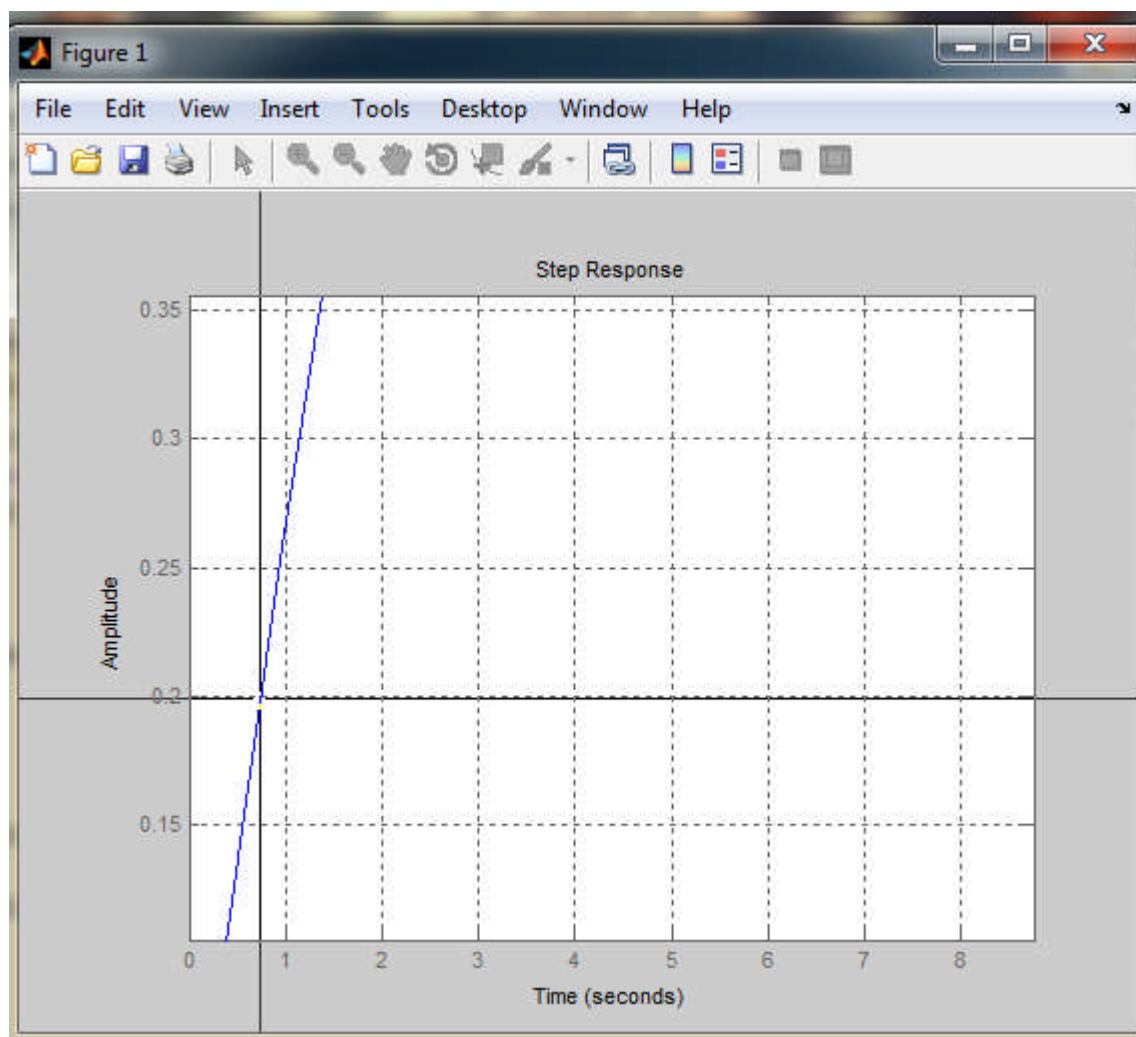 Figure 1
File Edit View Insert Tools Desktop Window Help
Step Response
0.35
0.3
0.25
Amplitude
0.2
0.15
0 1 2 3 4 5 6 7 8
Time (seconds)